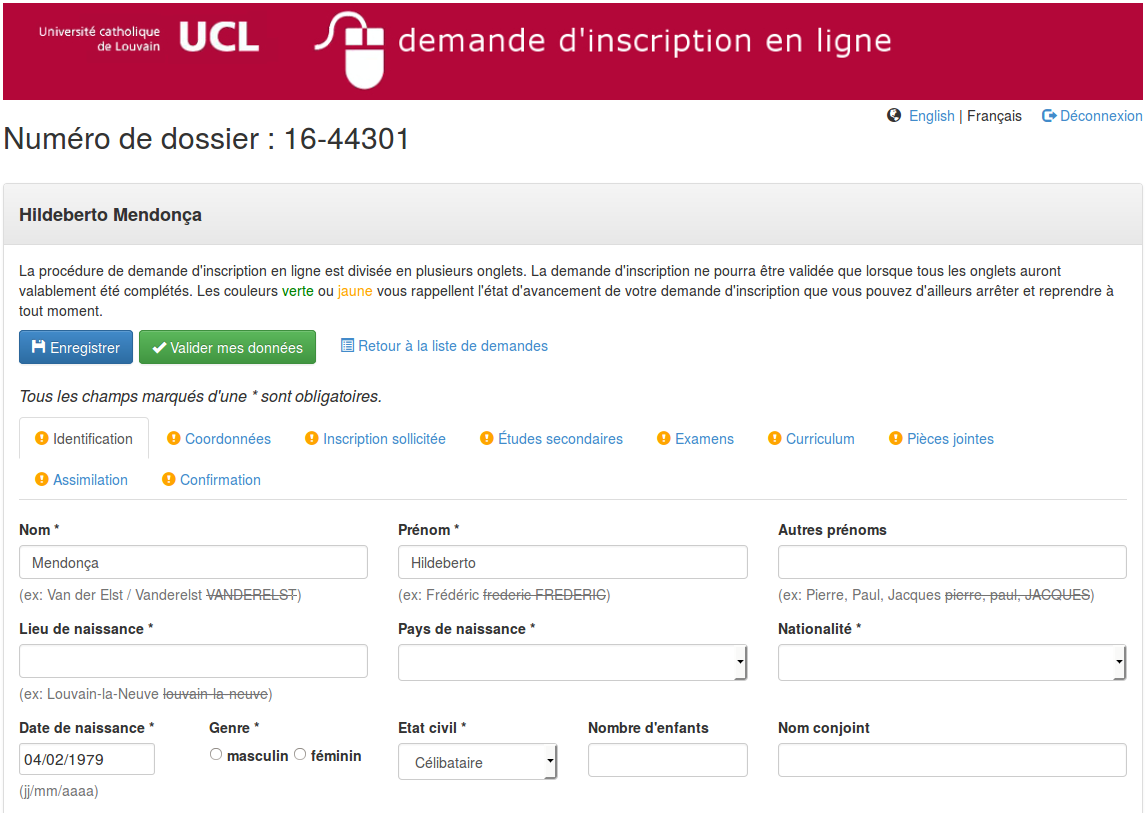 Université catholique
de Louvain
UCL
demande d'inscription en ligne
English | Français Déconnexion
Numéro de dossier : 16-44301
Hildeberto Mendonça
La procédure de demande d'inscription en ligne est divisée en plusieurs onglets. La demande d'inscription ne pourra être validée que lorsque tous les onglets auront
valablement été complétés. Les couleurs verte ou jaune vous rappellent l'état d'avancement de votre demande d'inscription que vous pouvez d'ailleurs arrêter et reprendre à
tout moment.
Enregistrer Valider mes données Retour à la liste de demandes
Tous les champs marqués d'une * sont obligatoires.
Identification Coordonnées Inscription sollicitée Études secondaires Examens Curriculum Pièces jointes
Assimilation Confirmation
Nom * Prénom * Autres prénoms
Mendonça Hildeberto
(ex: Van der Elst / Vanderelst VANDERELST) (ex: Frédéric frederic FREDERIC) (ex: Pierre, Paul, Jacques pierre, paul, JACQUES)
Lieu de naissance * Pays de naissance * Nationalité *
(ex: Louvain-la-Neuve louvain-la-neuve)
Date de naissance * Genre * Etat civil * Nombre d'enfants Nom conjoint
04/02/1979 masculin féminin Célibataire
(jj/mm/aaaa)